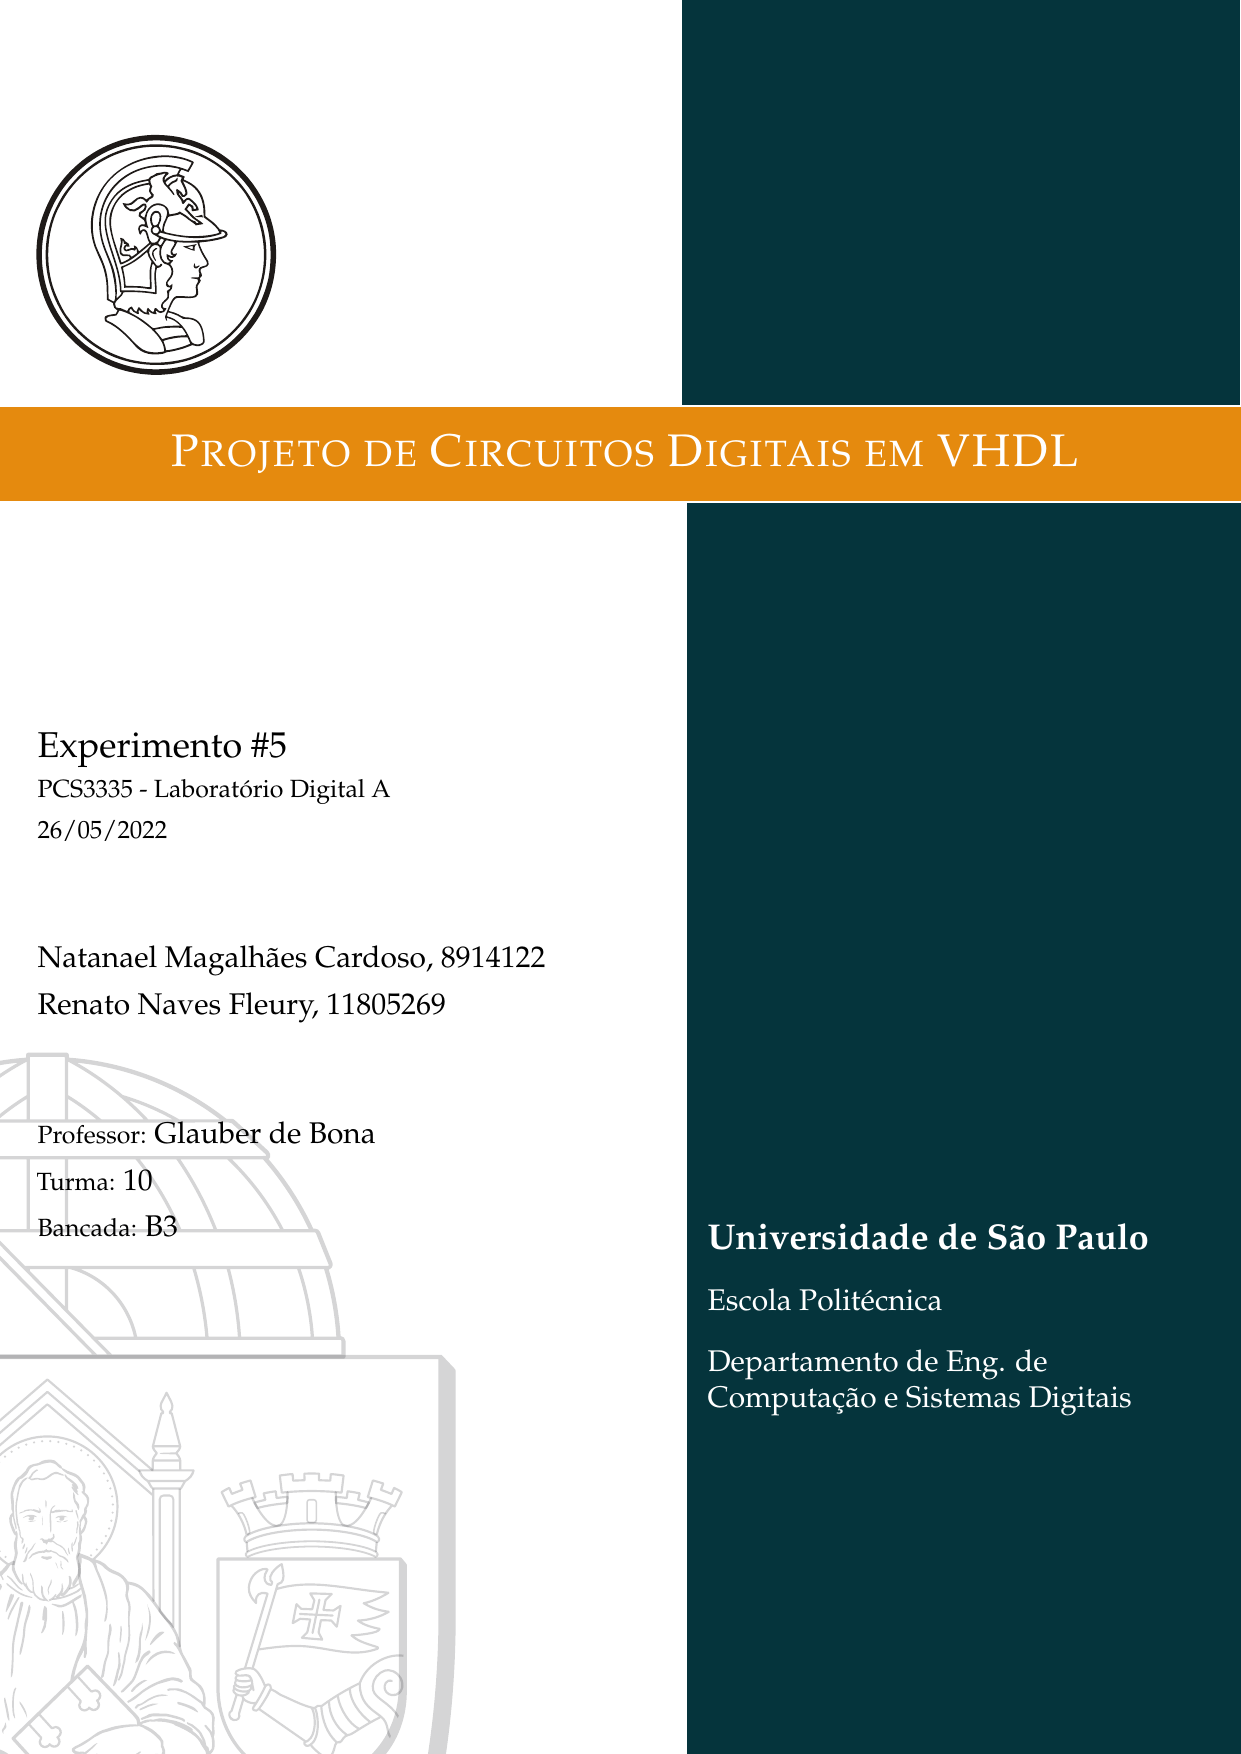 PROJETO DE CIRCUITOS DIGITAIS EM VHDL
Experimento #5
PCS3335 - Laboratório Digital A
26/05/2022
Natanael Magalhães Cardoso, 8914122
Renato Naves Fleury, 11805269
Professor: Glauber de Bona
Turma: 10
Bancada: B3
Universidade de São Paulo
Escola Politécnica
Departamento de Eng. de
Computação e Sistemas Digitais